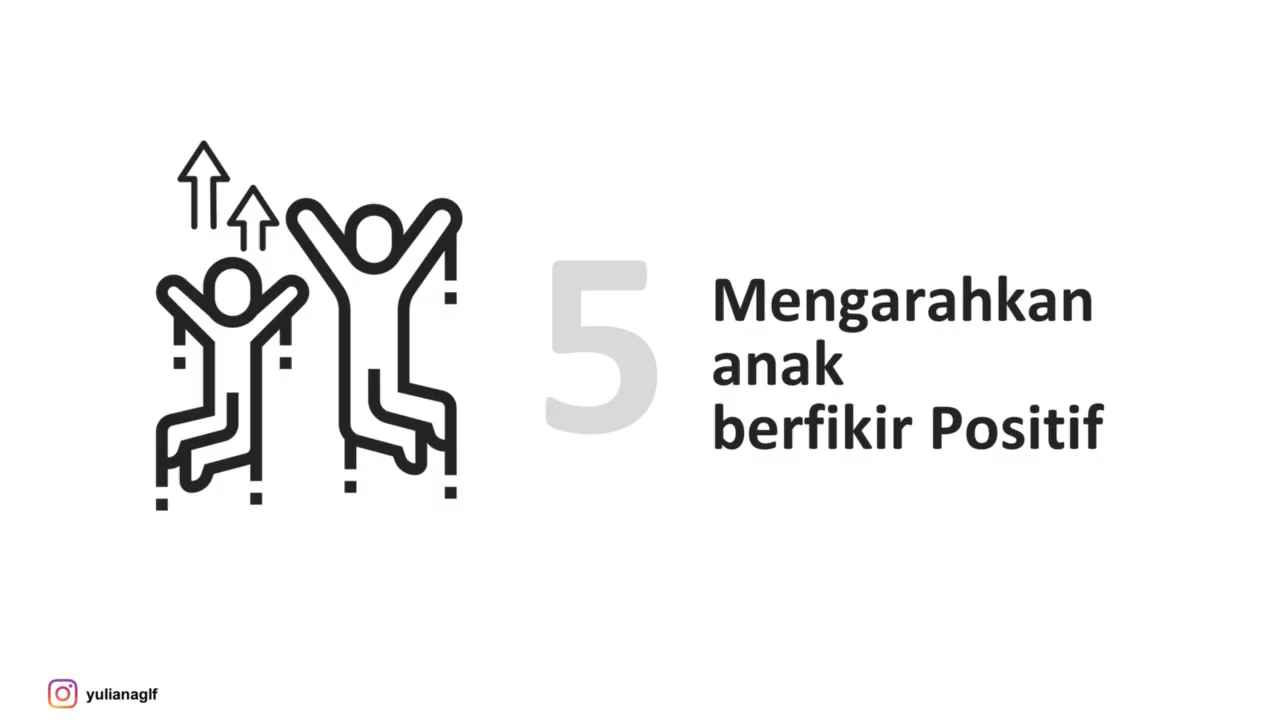 5
Mengarahkan
anak
berfikir Positif
yulianaglf